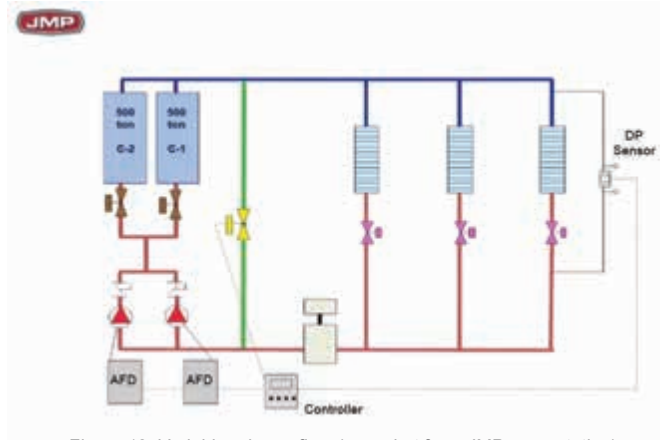 JMP
500
ton
C-2
500
ton
C-1
DP
Sensor
AFD
AFD
Controller